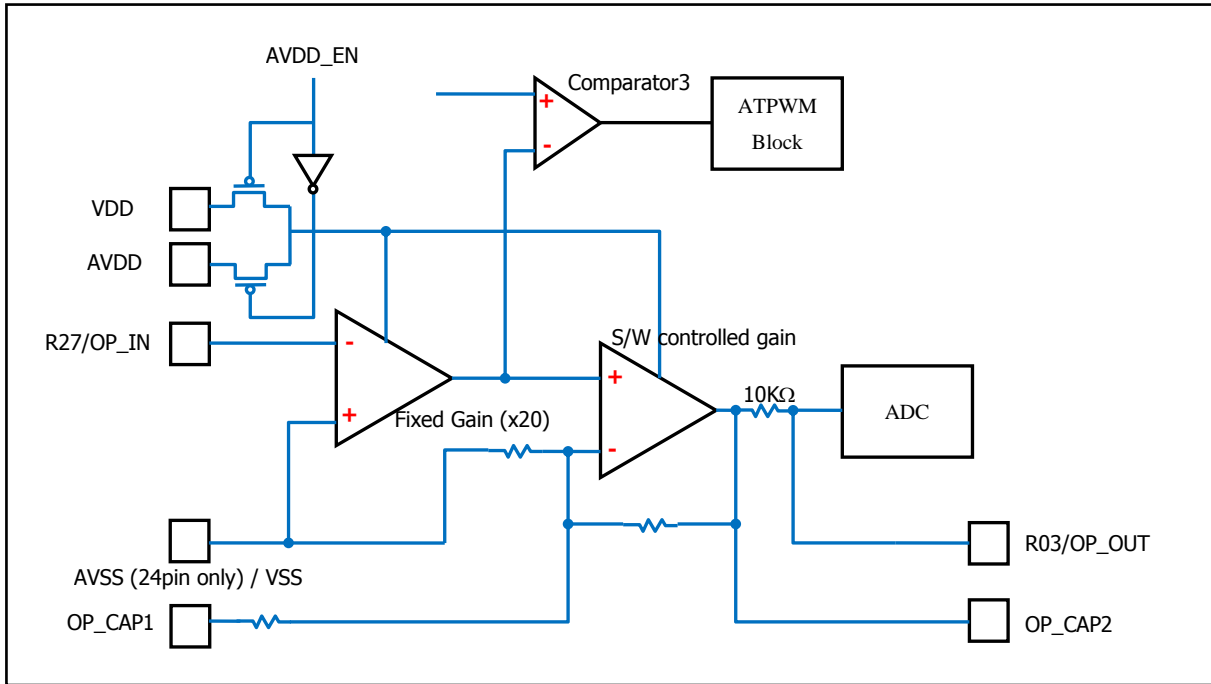 AVDD_EN
Comparator3
+
-
ATPWM
Block
VDD
AVDD
R27/OP_IN
-
+
S/W controlled gain
+
-
Fixed Gain (x20)
10KΩ
ADC
AVSS (24pin only) / VSS
R03/OP_OUT
OP_CAP1
OP_CAP2